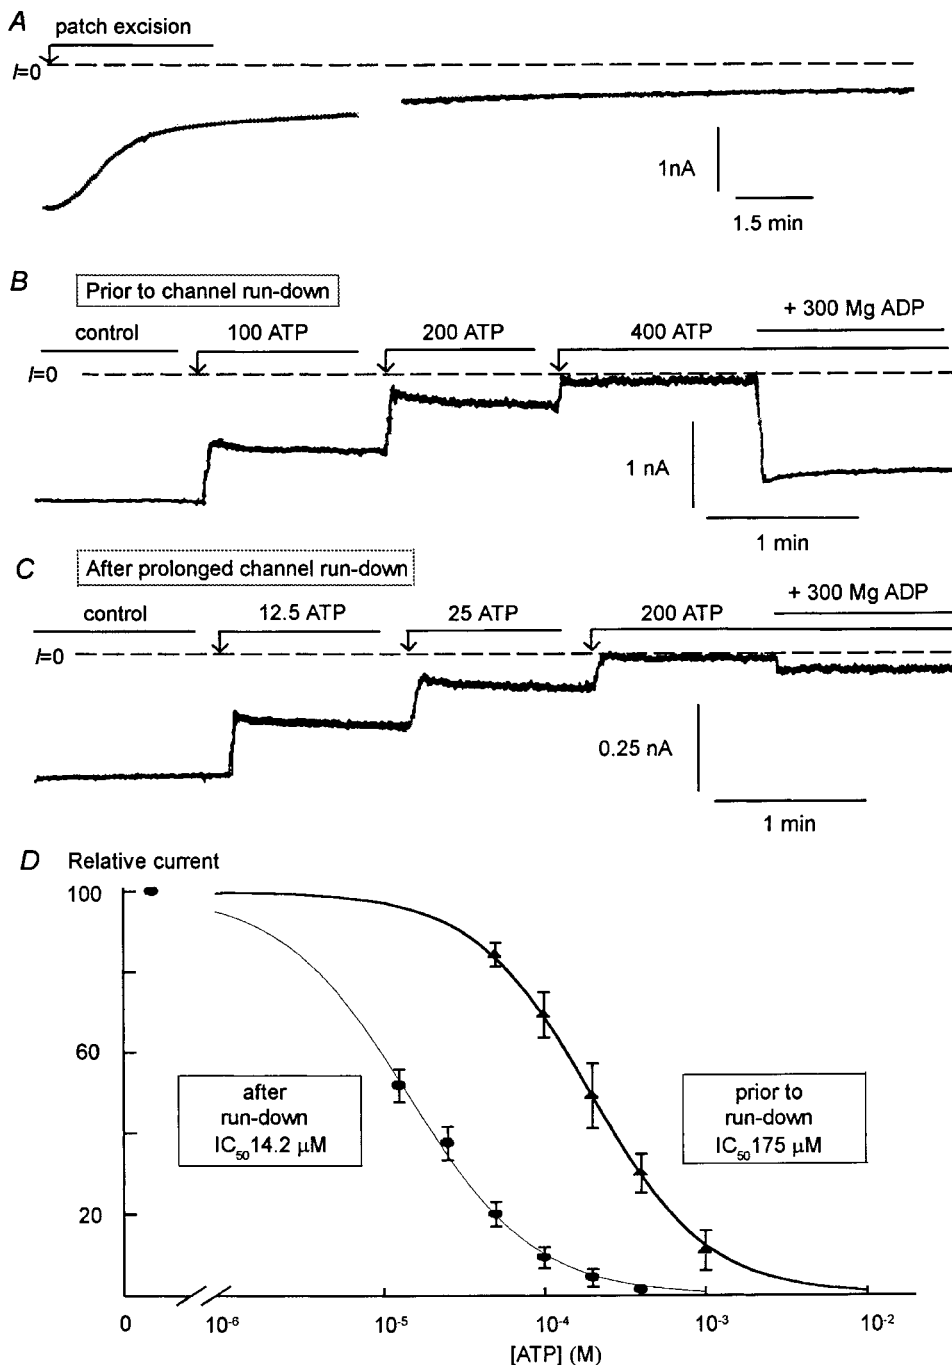 A
patch excision
I=0
1nA
1.5 min
B
Prior to channel run-down
+ 300 Mg ADP
control 100 ATP 200 ATP 400 ATP
I=0
1 nA
1 min
C
After prolonged channel run-down
+ 300 Mg ADP
control 12.5 ATP 25 ATP 200 ATP
I=0
0.25 nA
1 min
D Relative current
100
60
20
after
run-down
IC50 14.2 μM
prior to
run-down
IC50 175 μM
0 10-6 10-5 10-4 10-3 10-2
[ATP] (M)